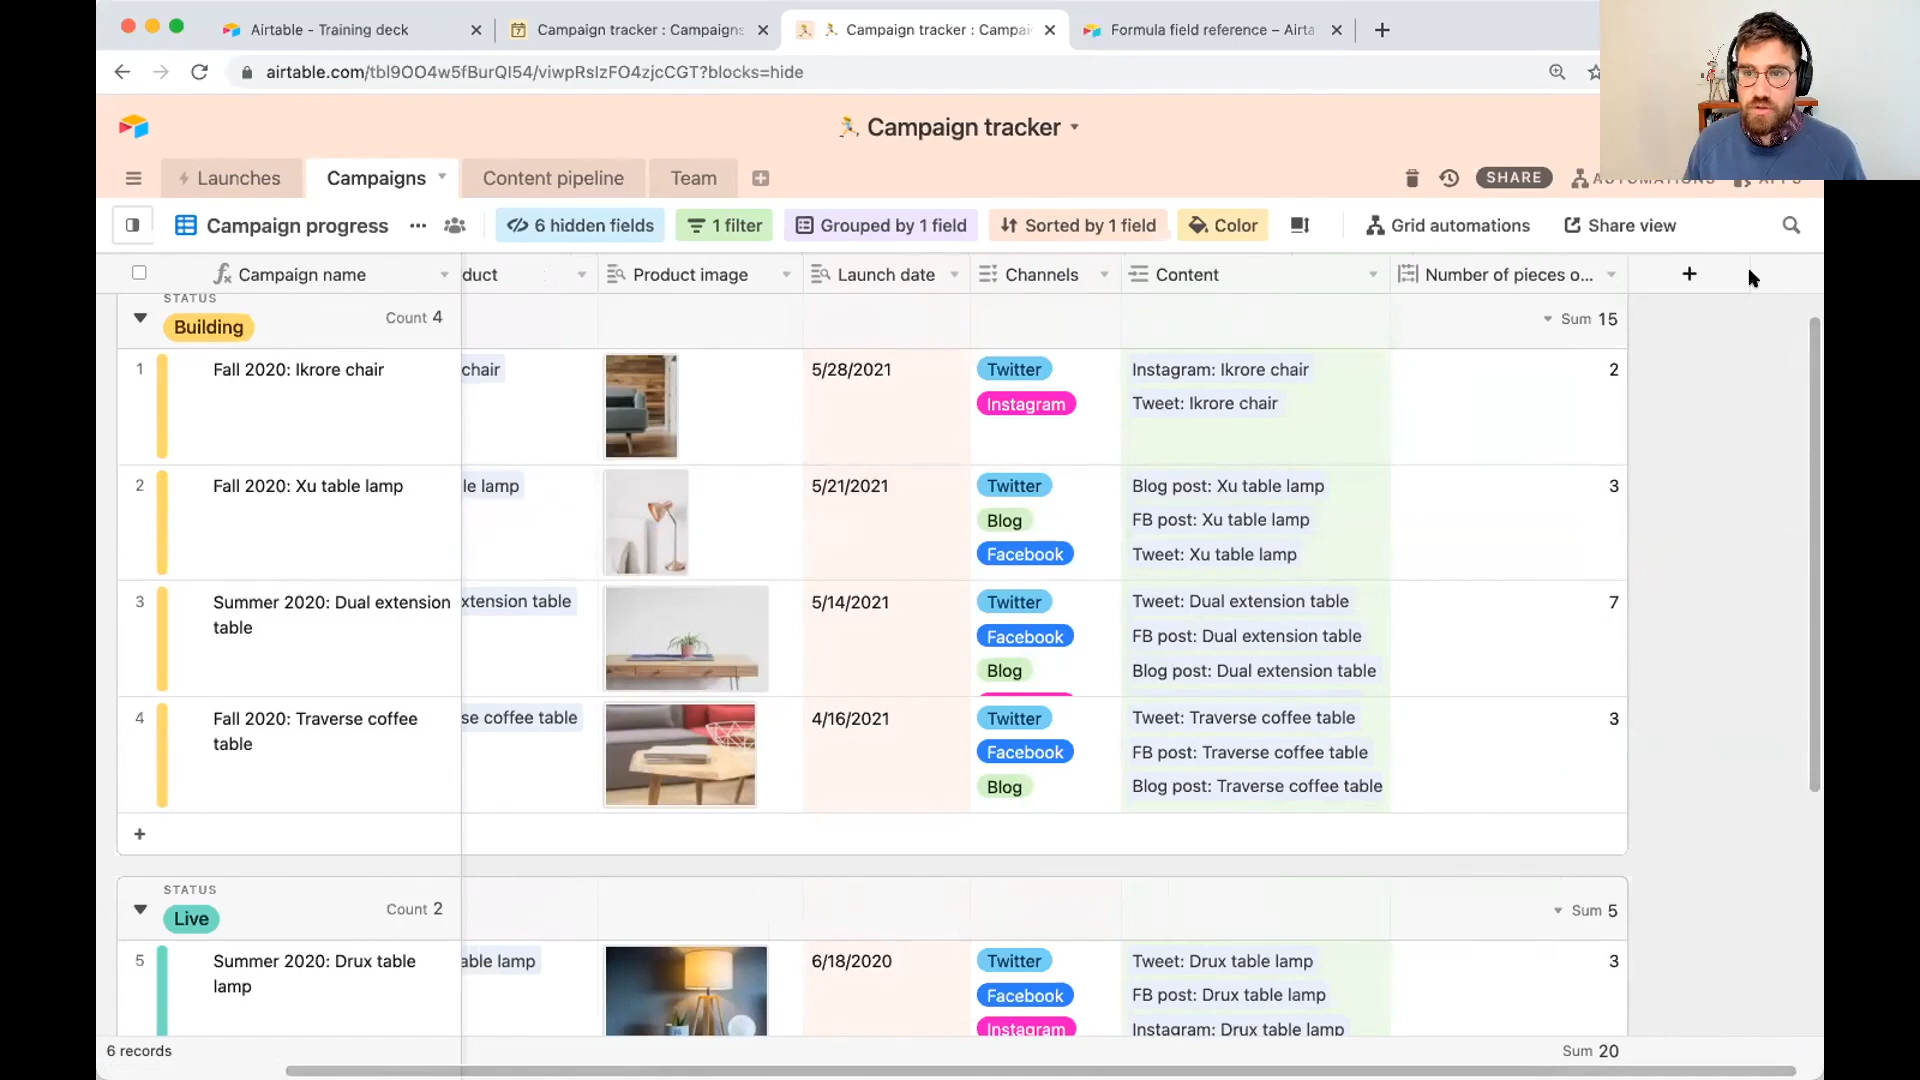 Airtable - Training deck
Campaign tracker : Campaigns
Campaign tracker : Campai
Formula field reference – Airta
airtable.com/tbl9OO4w5fBurQI54/viwpRsIzFO4zjcCGT?blocks=hide
Campaign tracker
Launches
Campaigns
Content pipeline
Team
SHARE
Campaign progress
6 hidden fields
1 filter
Grouped by 1 field
Sorted by 1 field
Color
Grid automations
Share view
Campaign name
duct
Product image
Launch date
Channels
Content
Number of pieces o...
STATUS
Building
Count 4
Sum 15
1
Fall 2020: Ikrore chair
chair
5/28/2021
Twitter
Instagram
Instagram: Ikrore chair
Tweet: Ikrore chair
2
2
Fall 2020: Xu table lamp
le lamp
5/21/2021
Twitter
Blog
Facebook
Blog post: Xu table lamp
FB post: Xu table lamp
Tweet: Xu table lamp
3
3
Summer 2020: Dual extension
table
xtension table
5/14/2021
Twitter
Facebook
Blog
Tweet: Dual extension table
FB post: Dual extension table
Blog post: Dual extension table
7
4
Fall 2020: Traverse coffee
table
se coffee table
4/16/2021
Twitter
Facebook
Blog
Tweet: Traverse coffee table
FB post: Traverse coffee table
Blog post: Traverse coffee table
3
STATUS
Live
Count 2
Sum 5
5
Summer 2020: Drux table
lamp
able lamp
6/18/2020
Twitter
Facebook
Instagram
Tweet: Drux table lamp
FB post: Drux table lamp
Instagram: Drux table lamp
3
6 records
Sum 20